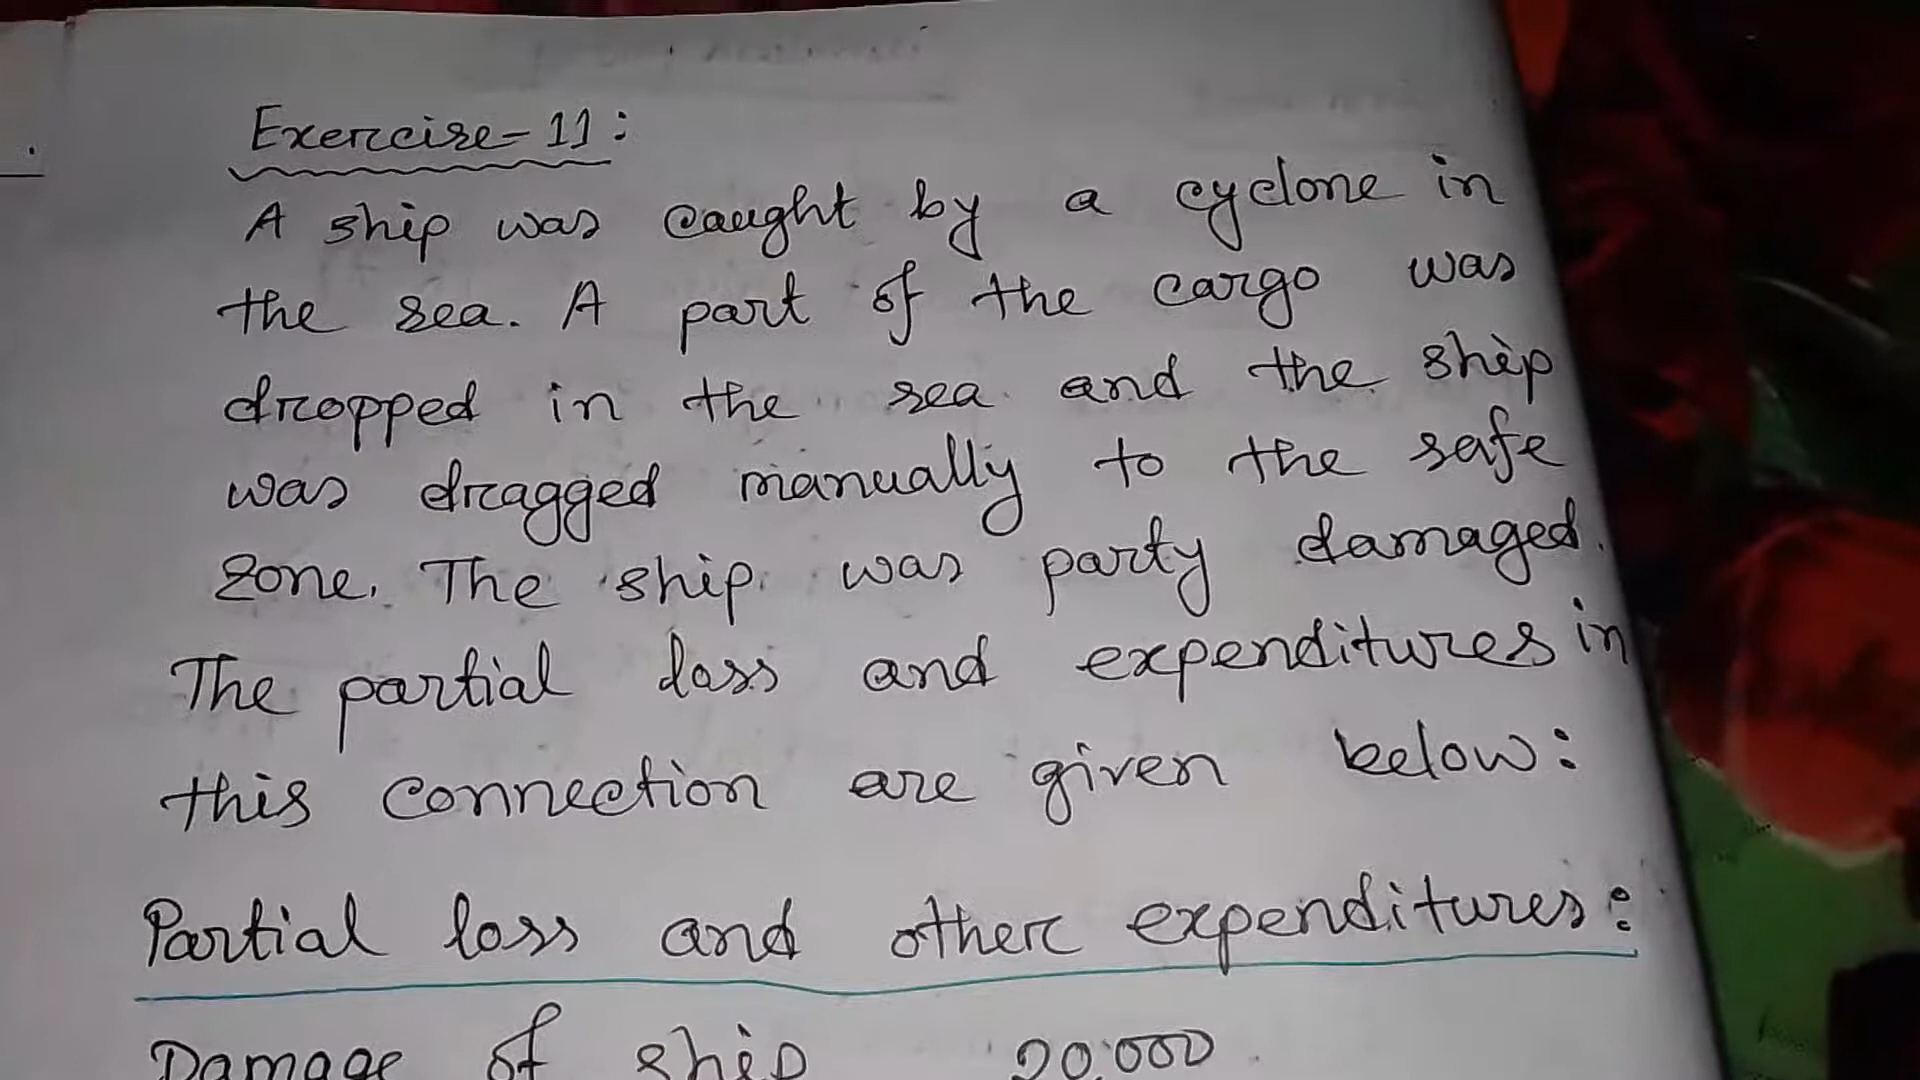 Exercise-11:
A ship was caught by a cyclone in
the sea. A part of the cargo was
dropped in the sea and the ship
was dragged manually to the safe
zone. The ship was party damaged.
The partial loss and expenditures in
this connection are given below:
Partial loss and other expenditures:
Damage of ship 20,000